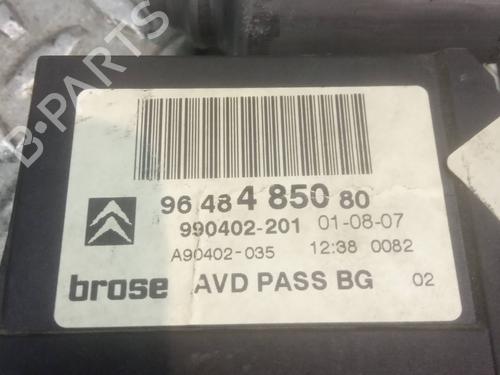 96 48 4 850 80
990402-201 01-08-07
A90402-035 12:38 0082
brose AVD PASS BG 02
B-PARTS